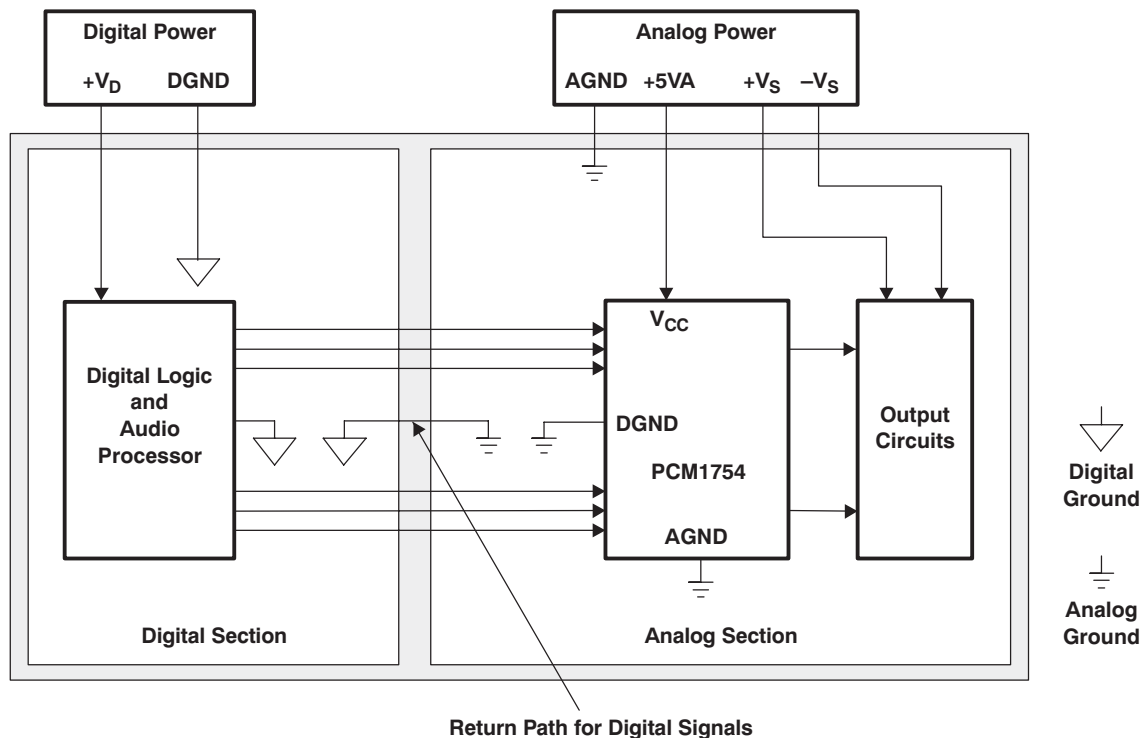 Digital Power
+VD DGND
Analog Power
AGND +5VA +VS –VS
Digital Logic
and
Audio
Processor
VCC
DGND
PCM1754
AGND
Output
Circuits
Digital
Ground
Analog
Ground
Digital Section
Analog Section
Return Path for Digital Signals